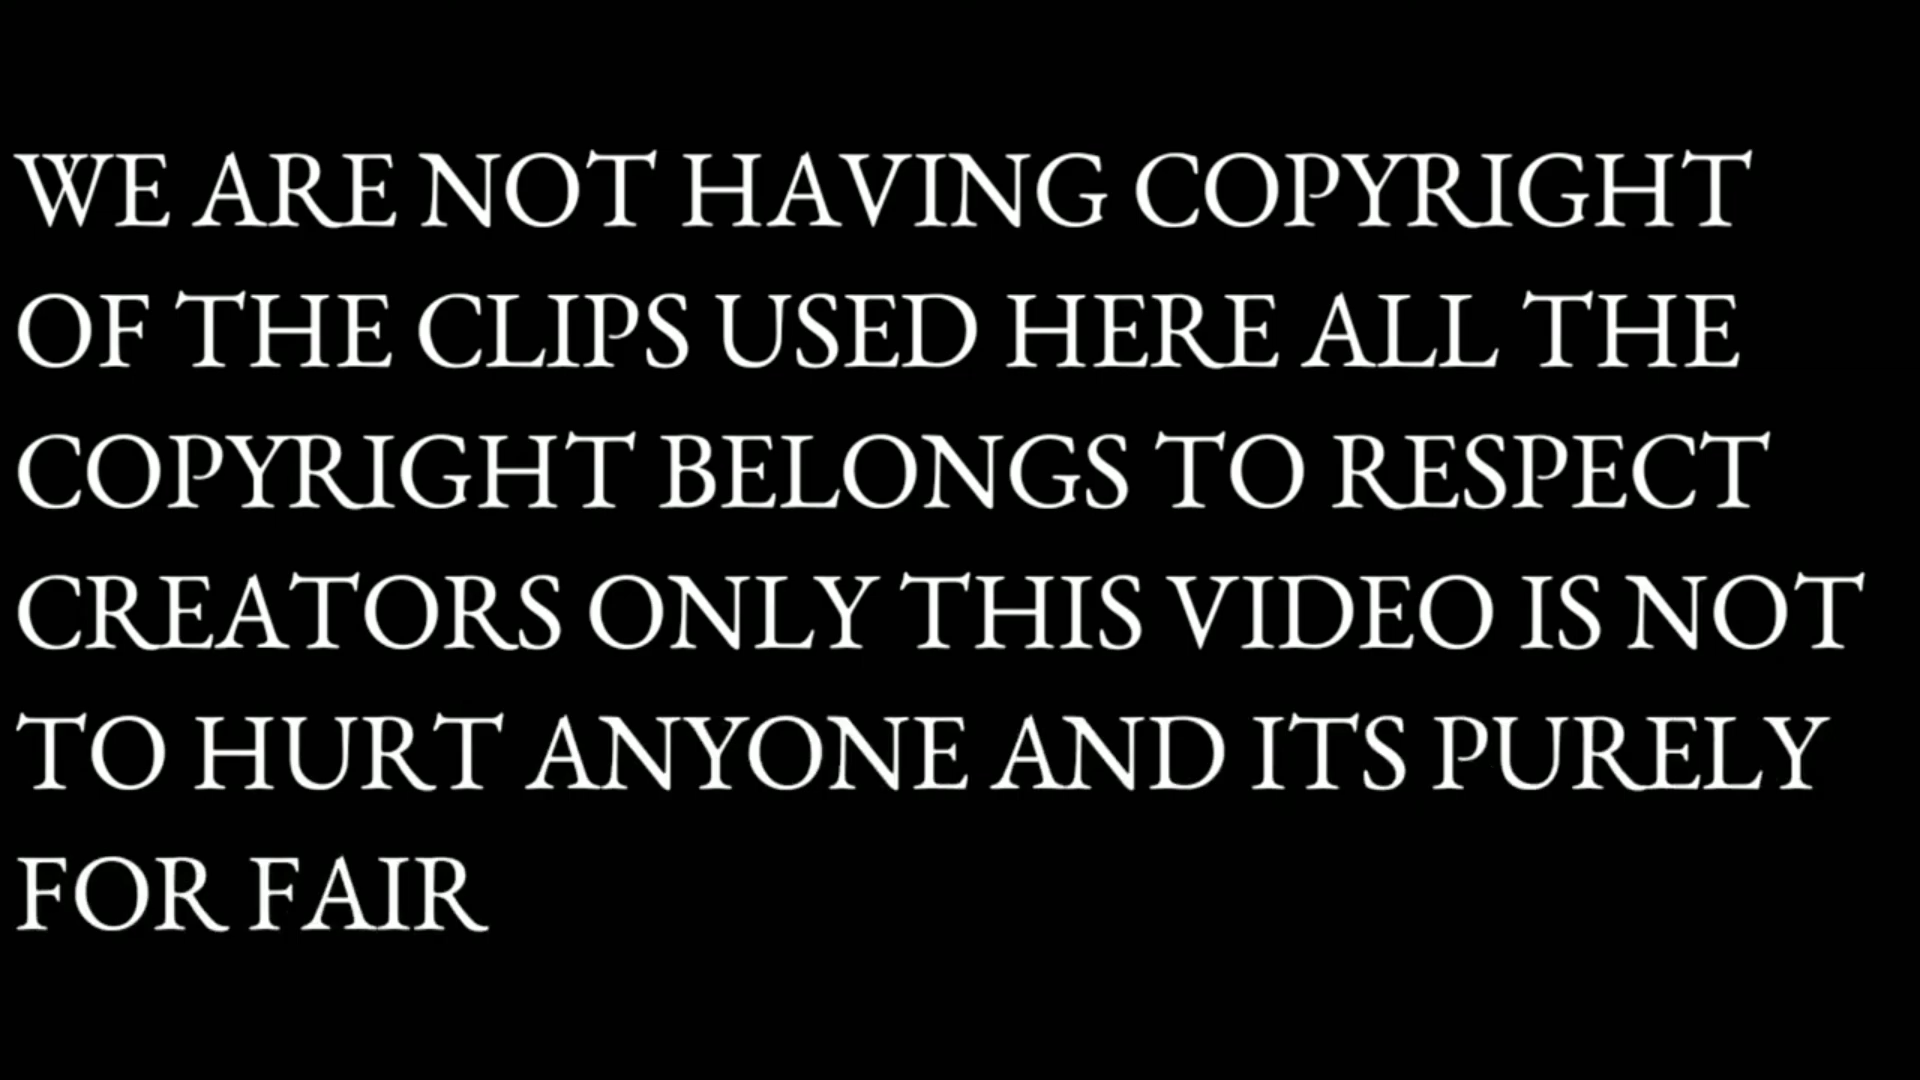 WE ARE NOT HAVING COPYRIGHT
OF THE CLIPS USED HERE ALL THE
COPYRIGHT BELONGS TO RESPECT
CREATORS ONLY THIS VIDEO IS NOT
TO HURT ANYONE AND ITS PURELY
FOR FAIR